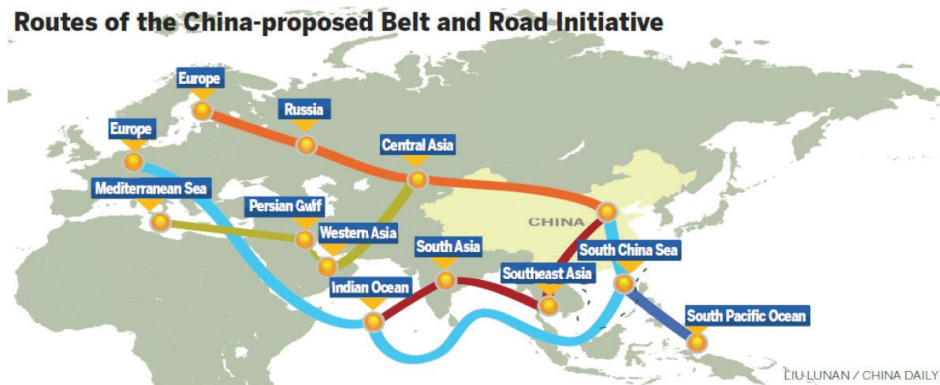 Routes of the China-proposed Belt and Road Initiative
Europe
Russia
Europe
Central Asia
Mediterranean Sea
Persian Gulf
Western Asia
CHINA
South Asia
South China Sea
Southeast Asia
Indian Ocean
South Pacific Ocean
LIU LUNAN / CHINA DAILY